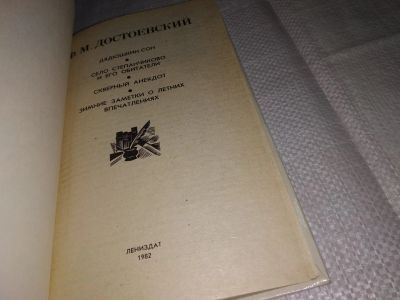 Ф. М. ДОСТОЕВСКИЙ
ДЯДЮШКИН СОН
СЕЛО СТЕПАНЧИКОВО
И ЕГО ОБИТАТЕЛИ
СКВЕРНЫЙ АНЕКДОТ
ЗИМНИЕ ЗАМЕТКИ О ЛЕТНИХ
ВПЕЧАТЛЕНИЯХ
ЛЕНИЗДАТ
1982